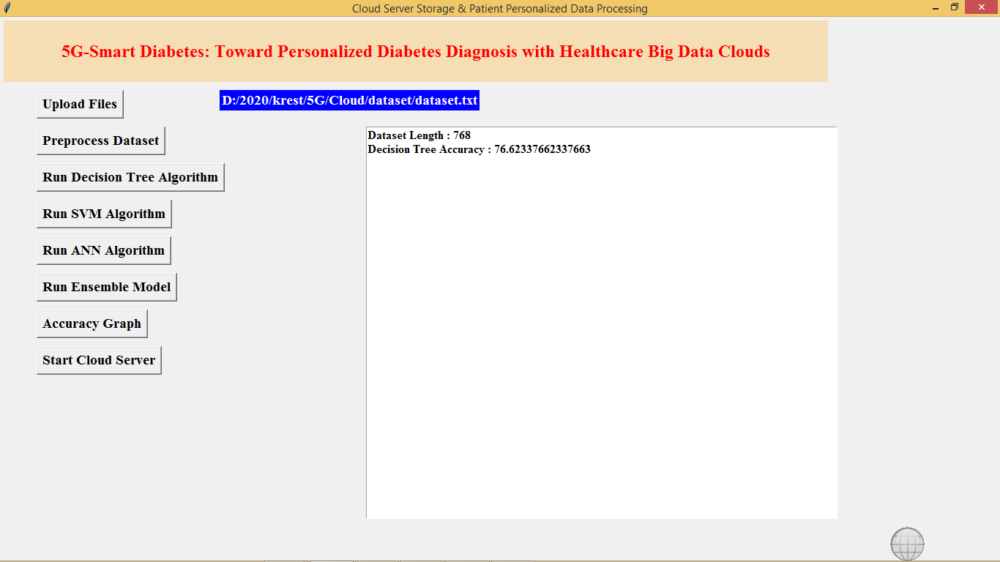 Cloud Server Storage & Patient Personalized Data Processing
5G-Smart Diabetes: Toward Personalized Diabetes Diagnosis with Healthcare Big Data Clouds
Upload Files
D:/2020/krest/5G/Cloud/dataset/dataset.txt
Preprocess Dataset
Run Decision Tree Algorithm
Run SVM Algorithm
Run ANN Algorithm
Run Ensemble Model
Accuracy Graph
Start Cloud Server
Dataset Length : 768
Decision Tree Accuracy : 76.62337662337663